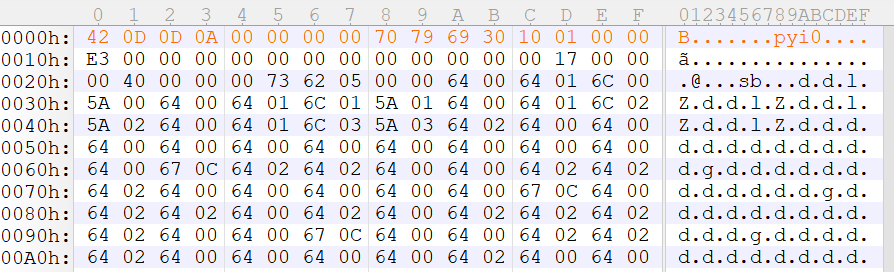 0 1 2 3 4 5 6 7 8 9 A B C D E F 0123456789ABCDEF
0000h: 42 0D 0D 0A 00 00 00 00 70 79 69 30 10 01 00 00 B.......pyi0....
0010h: E3 00 00 00 00 00 00 00 00 00 00 00 00 17 00 00 ã...............
0020h: 00 40 00 00 00 73 62 05 00 00 64 00 64 01 6C 00 .@...sb...d.d.l.
0030h: 5A 00 64 00 64 01 6C 01 5A 01 64 00 64 01 6C 02 Z.d.d.l.Z.d.d.l.
0040h: 5A 02 64 00 64 01 6C 03 5A 03 64 02 64 00 64 00 Z.d.d.l.Z.d.d.d.
0050h: 64 00 64 00 64 00 64 00 64 00 64 00 64 00 64 00 d.d.d.d.d.d.d.d.
0060h: 64 00 67 0C 64 02 64 02 64 00 64 00 64 02 64 02 d.g.d.d.d.d.d.d.
0070h: 64 02 64 00 64 00 64 00 64 00 64 00 67 0C 64 00 d.d.d.d.d.d.g.d.
0080h: 64 02 64 02 64 00 64 02 64 00 64 02 64 02 64 02 d.d.d.d.d.d.d.d.
0090h: 64 02 64 00 64 00 67 0C 64 00 64 00 64 02 64 02 d.d.d.g.d.d.d.d.
00A0h: 64 02 64 00 64 00 64 00 64 00 64 02 64 00 64 00 d.d.d.d.d.d.d.d.